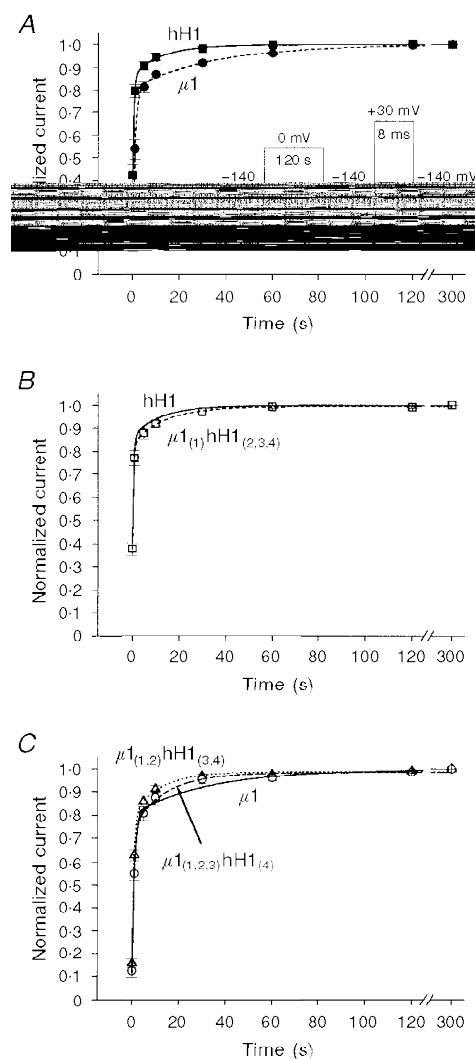 A
1·0
0·9
0·8
0·7
0·6
0·5
0·4
0·1
0
hH1
μ1
+30 mV
0 mV
8 ms
120 s
−140
−140
−140 mV
0 20 40 60 80 100 120 300
Time (s)
B
Normalized current
1·0
0·9
0·8
0·7
0·6
0·5
0·4
0·3
0·2
0·1
0
hH1
μ1(1)hH1(2,3,4)
0 20 40 60 80 100 120 300
Time (s)
C
Normalized current
1·0
0·9
0·8
0·7
0·6
0·5
0·4
0·3
0·2
0·1
0
μ1(1,2)hH1(3,4)
μ1
μ1(1,2,3)hH1(4)
0 20 40 60 80 100 120 300
Time (s)